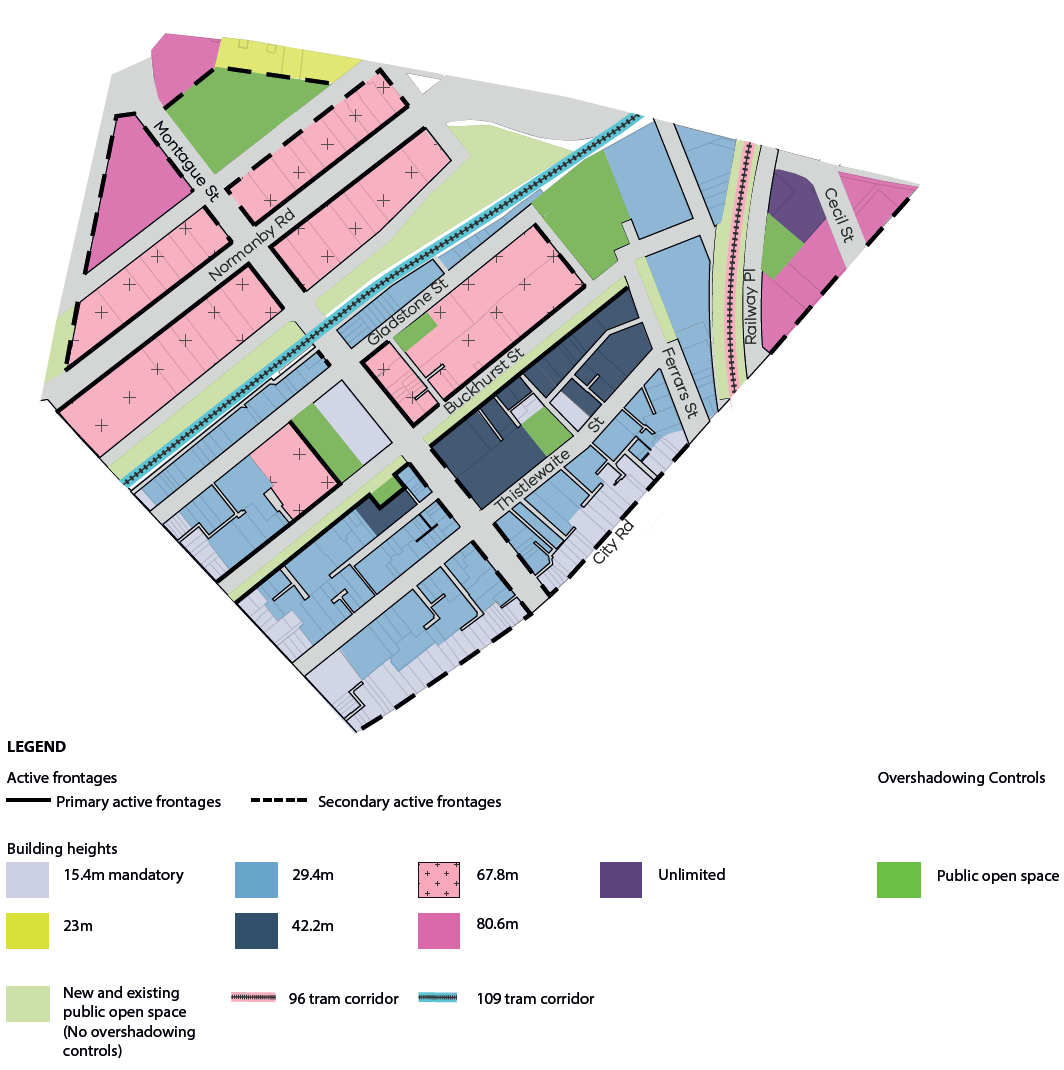 Montague St
Normanby Rd
Gladstone St
Buckhurst St
Thistlewaite
St
City Rd
Ferrars St
Railway Pl
Cecil St
LEGEND
Active frontages
Overshadowing Controls
Primary active frontages
Secondary active frontages
Building heights
15.4m mandatory
29.4m
67.8m
Unlimited
Public open space
23m
42.2m
80.6m
New and existing
public open space
(No overshadowing
controls)
96 tram corridor
109 tram corridor